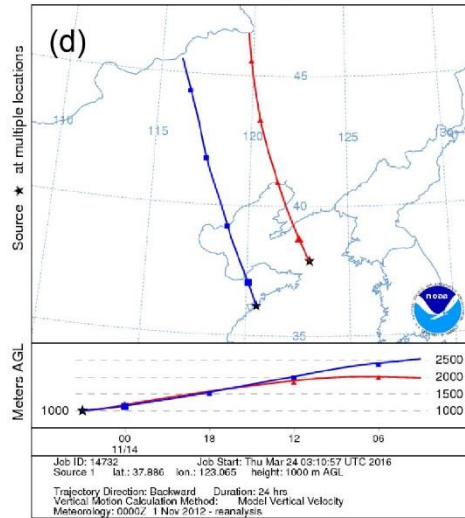 (d)
Source ★ at multiple locations
45
110
115
120
125
130
40
35
noaa
Meters AGL
2500
2000
1500
1000
1000
00 18 12 06
11/14
Job ID: 14732 Job Start: Thu Mar 24 03:10:57 UTC 2016
Source 1 lat.: 37.886 lon.: 123.065 height: 1000 m AGL
Trajectory Direction: Backward Duration: 24 hrs
Vertical Motion Calculation Method: Model Vertical Velocity
Meteorology: 0000Z 1 Nov 2012 - reanalysis